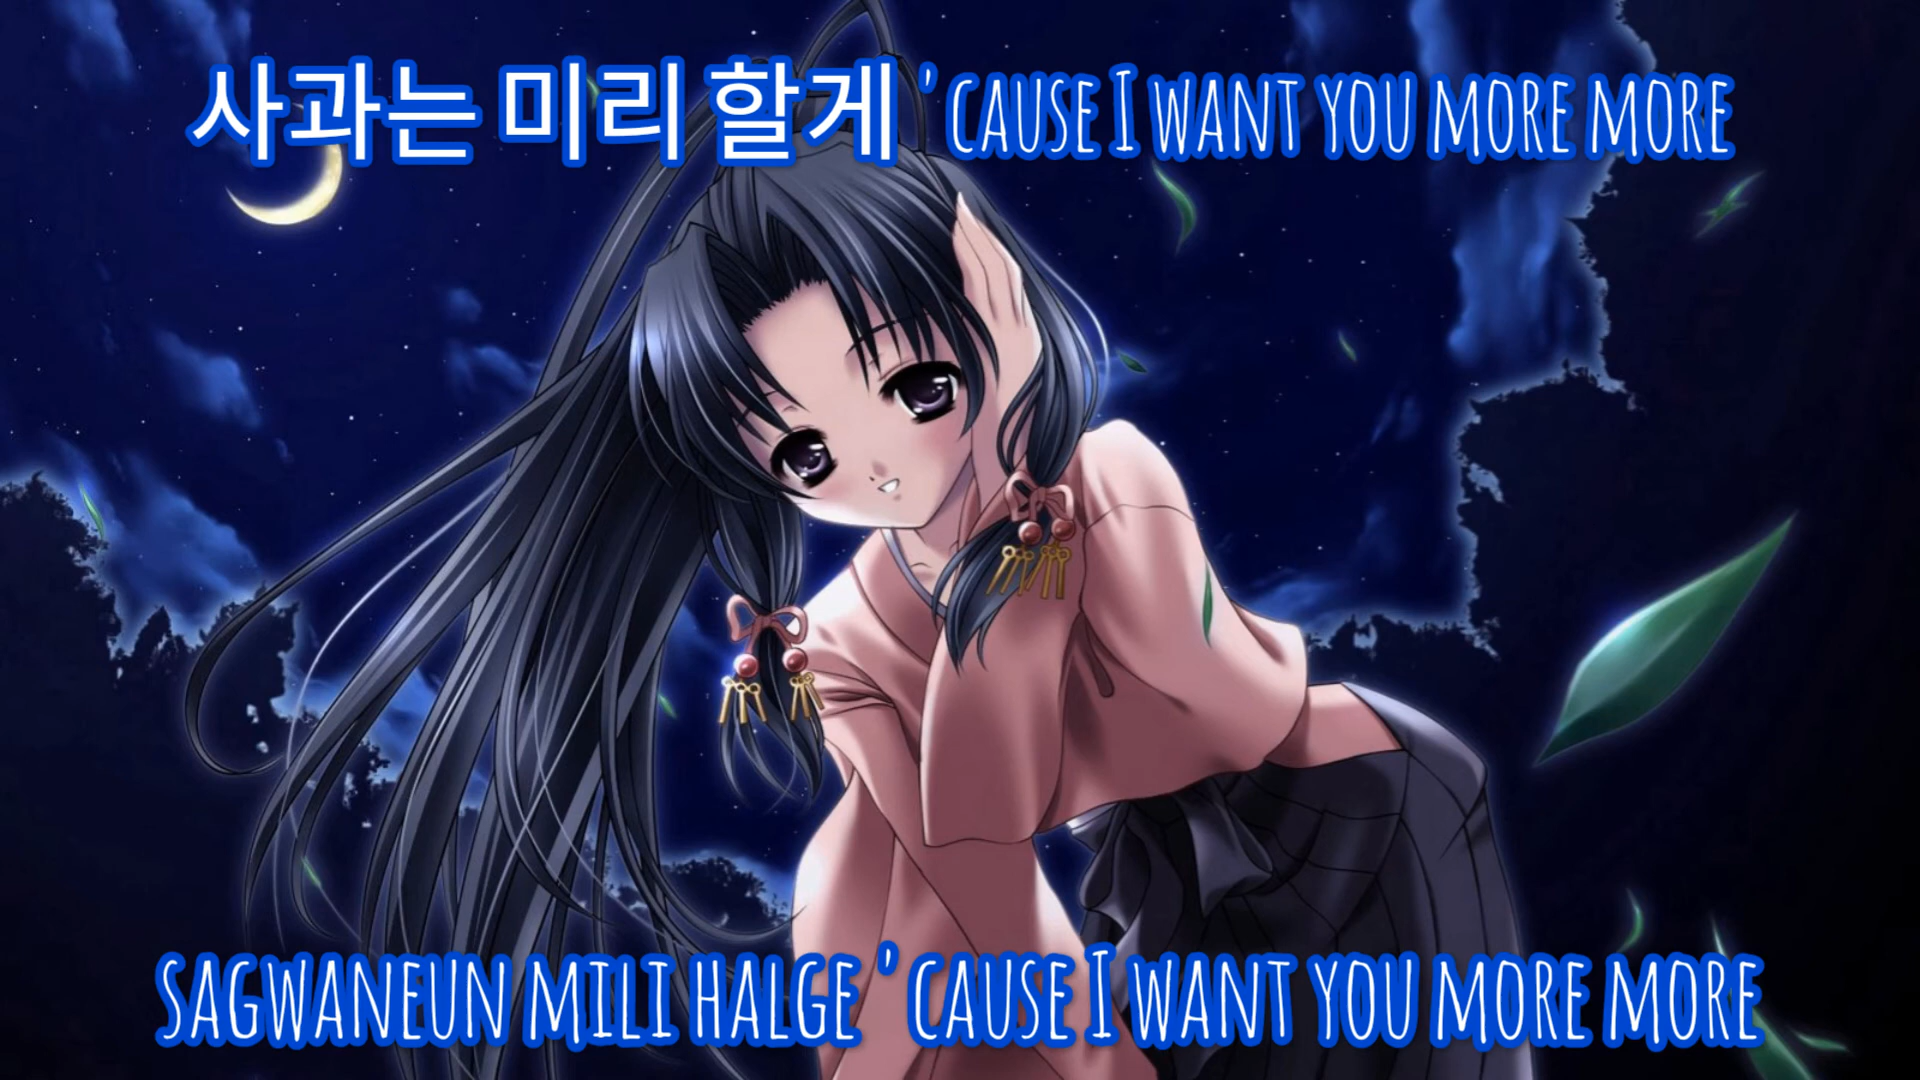 사과는 미리 할게 'cause I want you more more
sagwaneun mili halge 'cause I want you more more